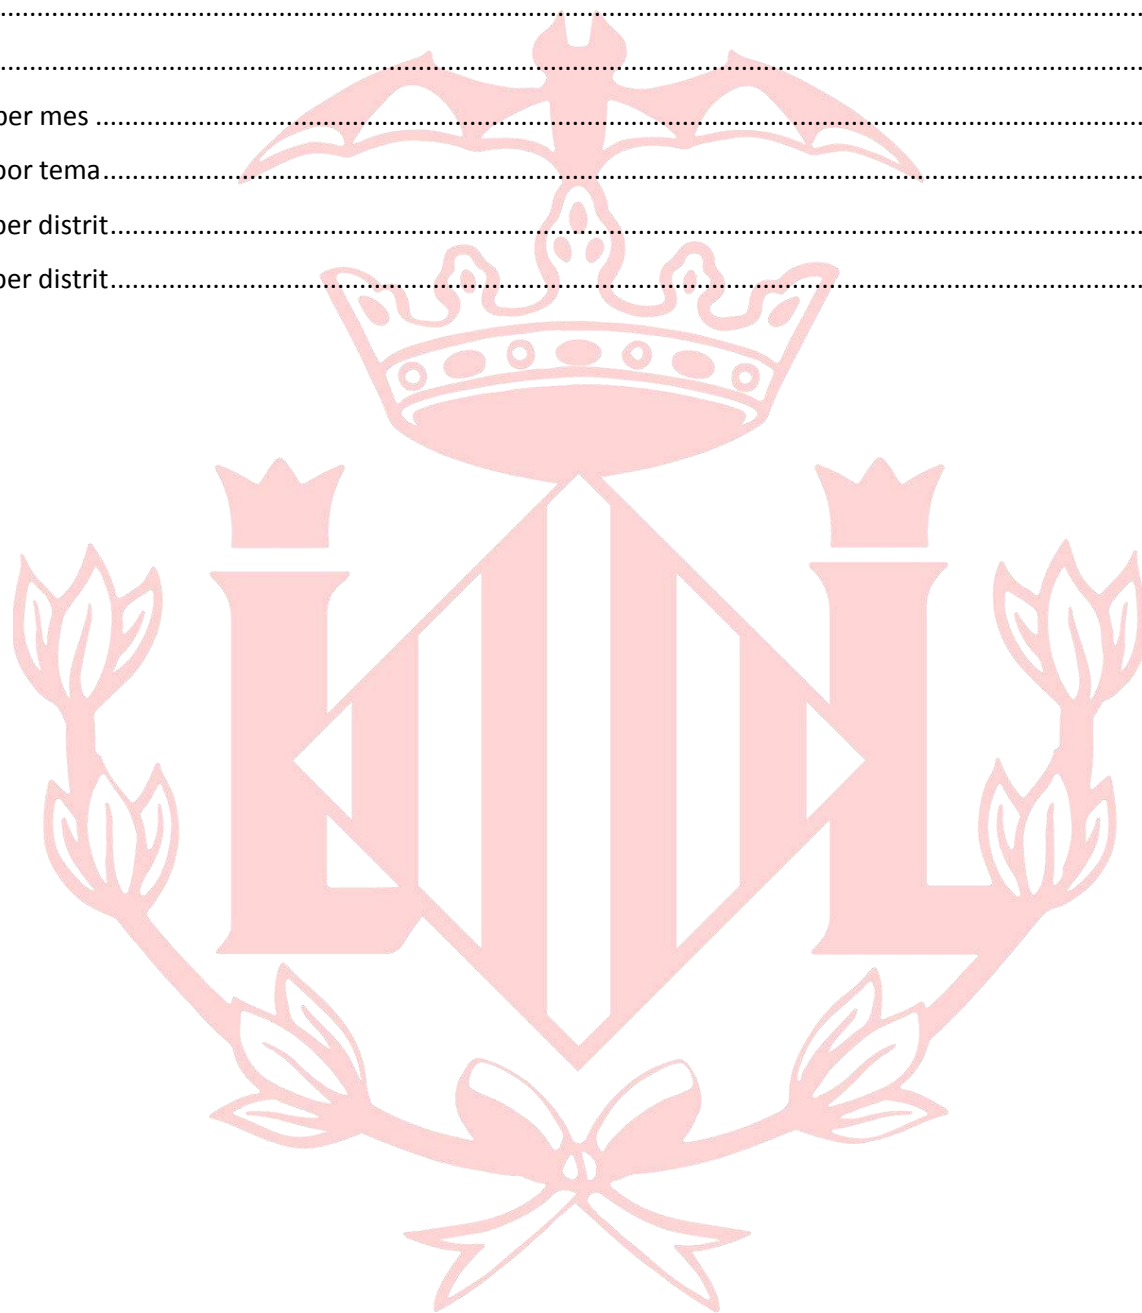 ................................................................
................................................................
per mes ................................................................
por tema................................................................
per distrit................................................................
per distrit................................................................
L L